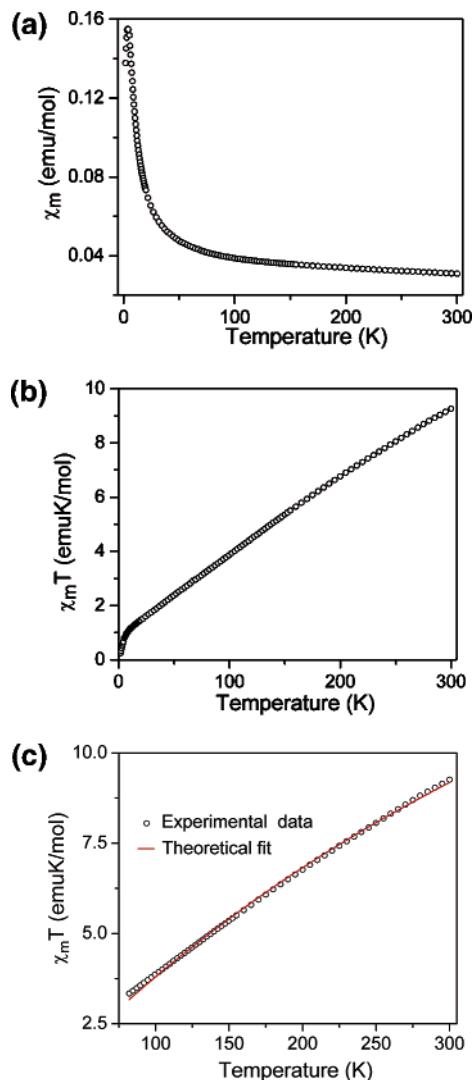 (a)
0.16
0.12
0.08
0.04
χm (emu/mol)
0 100 200 300
Temperature (K)
(b)
10
8
6
4
2
0
χmT (emuK/mol)
0 100 200 300
Temperature (K)
(c)
10.0
7.5
5.0
2.5
χmT (emuK/mol)
Experimental data
Theoretical fit
100 150 200 250 300
Temperature (K)